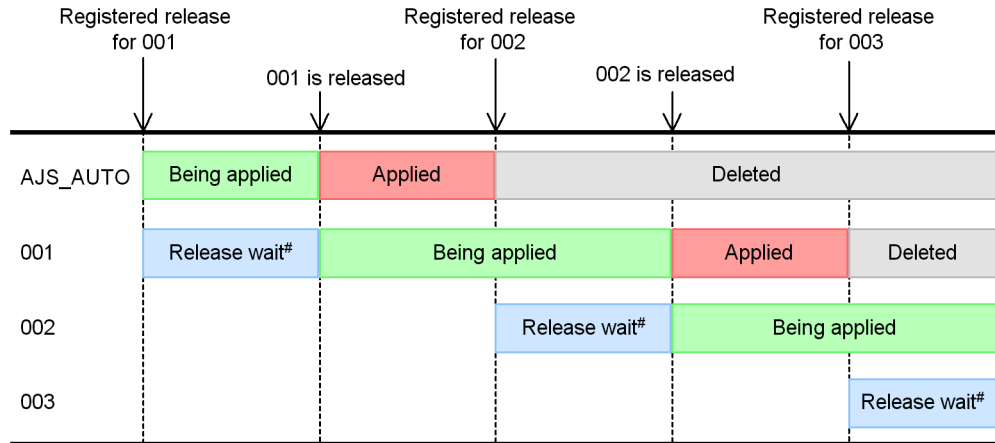 Registered release
for 001
Registered release
for 002
Registered release
for 003
001 is released
002 is released
AJS_AUTO
Being applied
Applied
Deleted
001
Release wait#
Being applied
Applied
Deleted
002
Release wait#
Being applied
003
Release wait#